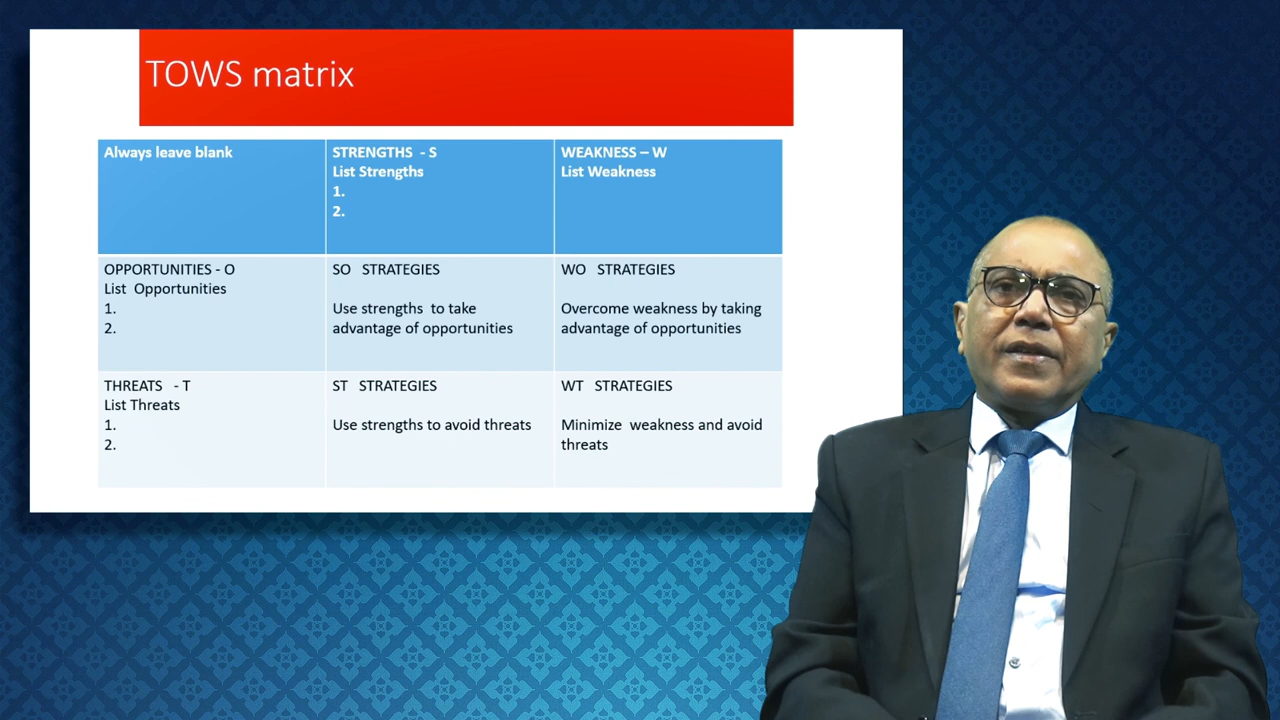 TOWS matrix
Always leave blank
STRENGTHS - S
List Strengths
1.
2.
WEAKNESS – W
List Weakness
OPPORTUNITIES - O
List Opportunities
1.
2.
SO STRATEGIES
Use strengths to take
advantage of opportunities
WO STRATEGIES
Overcome weakness by taking
advantage of opportunities
THREATS - T
List Threats
1.
2.
ST STRATEGIES
Use strengths to avoid threats
WT STRATEGIES
Minimize weakness and avoid
threats